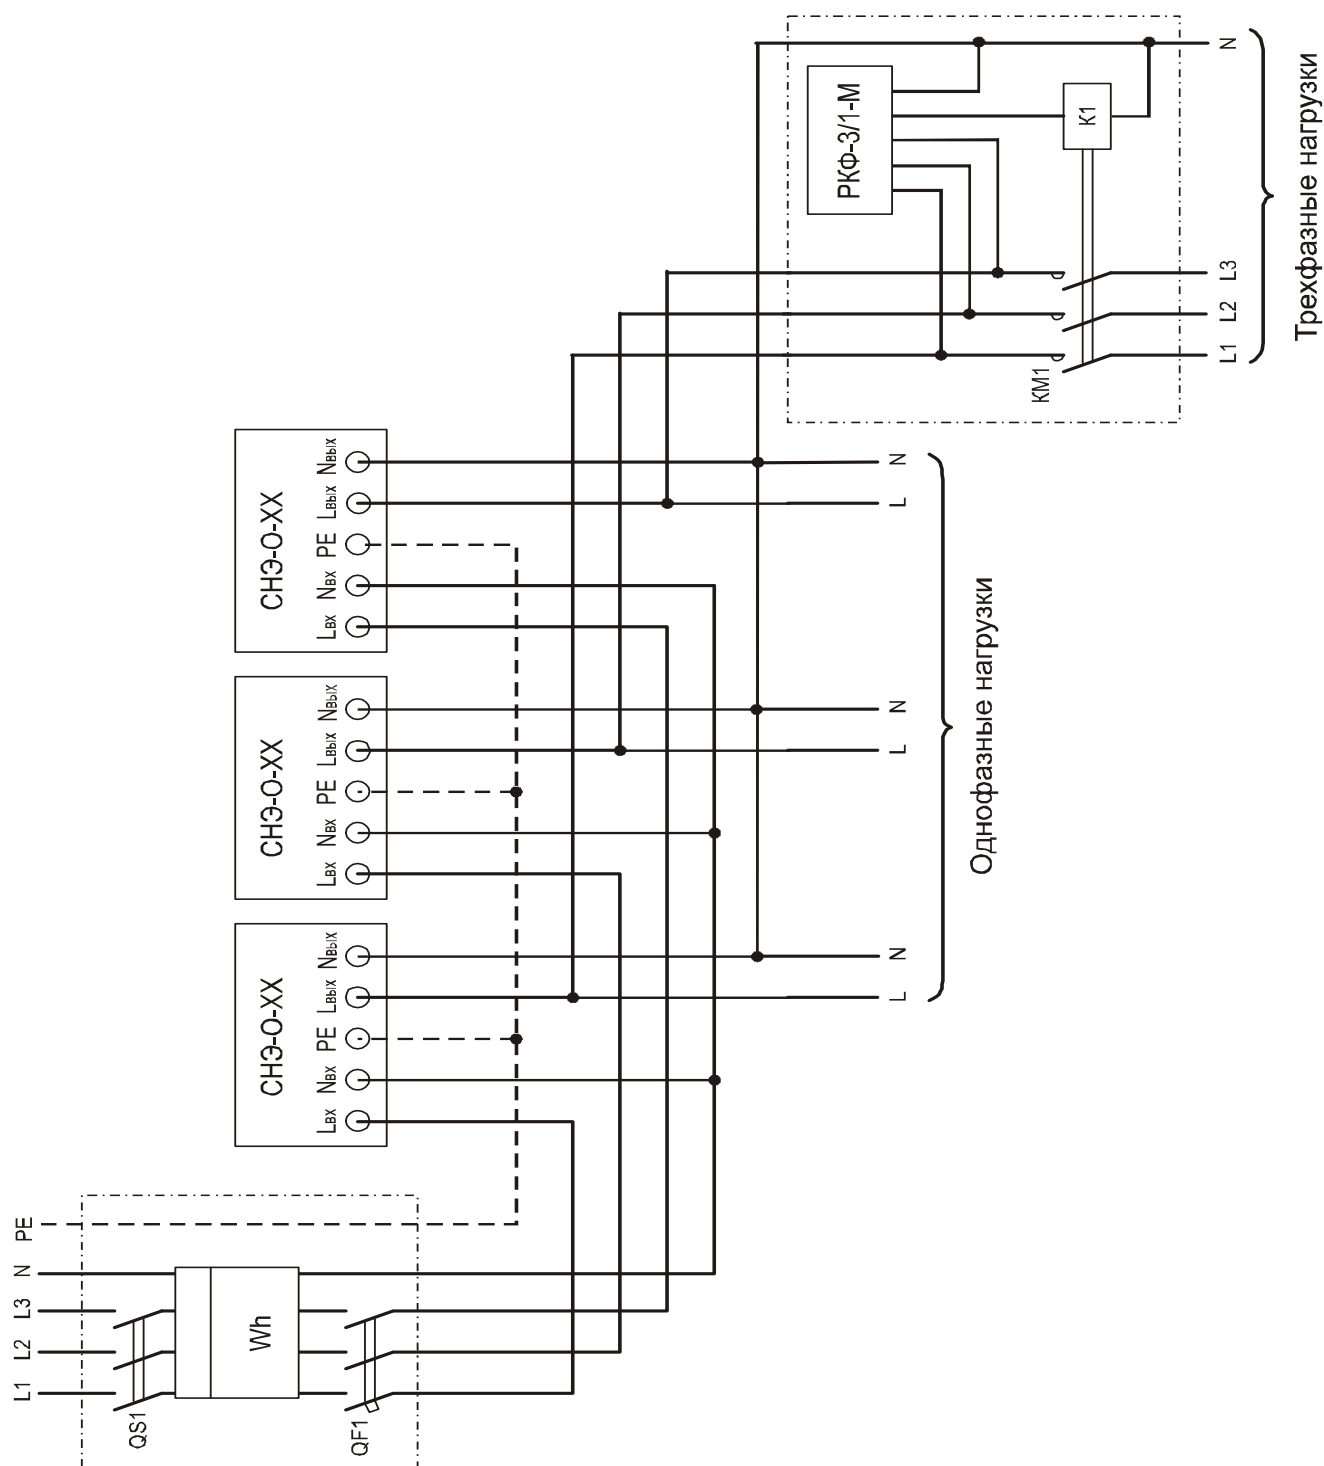 L1
L2
L3
N
PE
QS1
Wh
QF1
СНЭ-О-ХХ
Lвх
Nвх
PE
Lвых
Nвых
СНЭ-О-ХХ
Lвх
Nвх
PE
Lвых
Nвых
СНЭ-О-ХХ
Lвх
Nвх
PE
Lвых
Nвых
L
N
L
N
L
N
Однофазные нагрузки
РКФ-3/1-М
К1
КМ1
L1
L2
L3
N
Трехфазные нагрузки